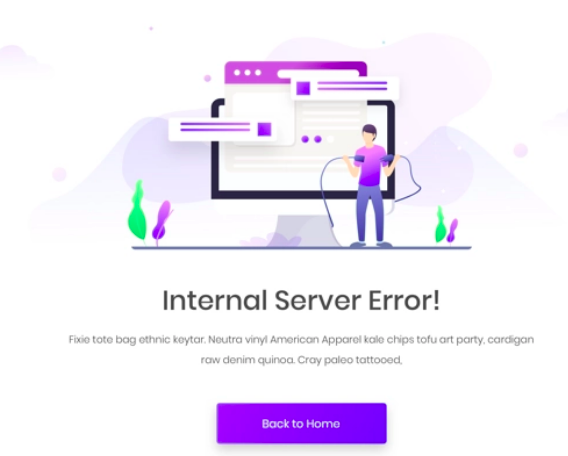 Internal Server Error!
Fixie tote bag ethnic keytar. Neutra vinyl American Apparel kale chips tofu art party, cardigan
raw denim quinoa. Cray paleo tattooed,
Back to Home